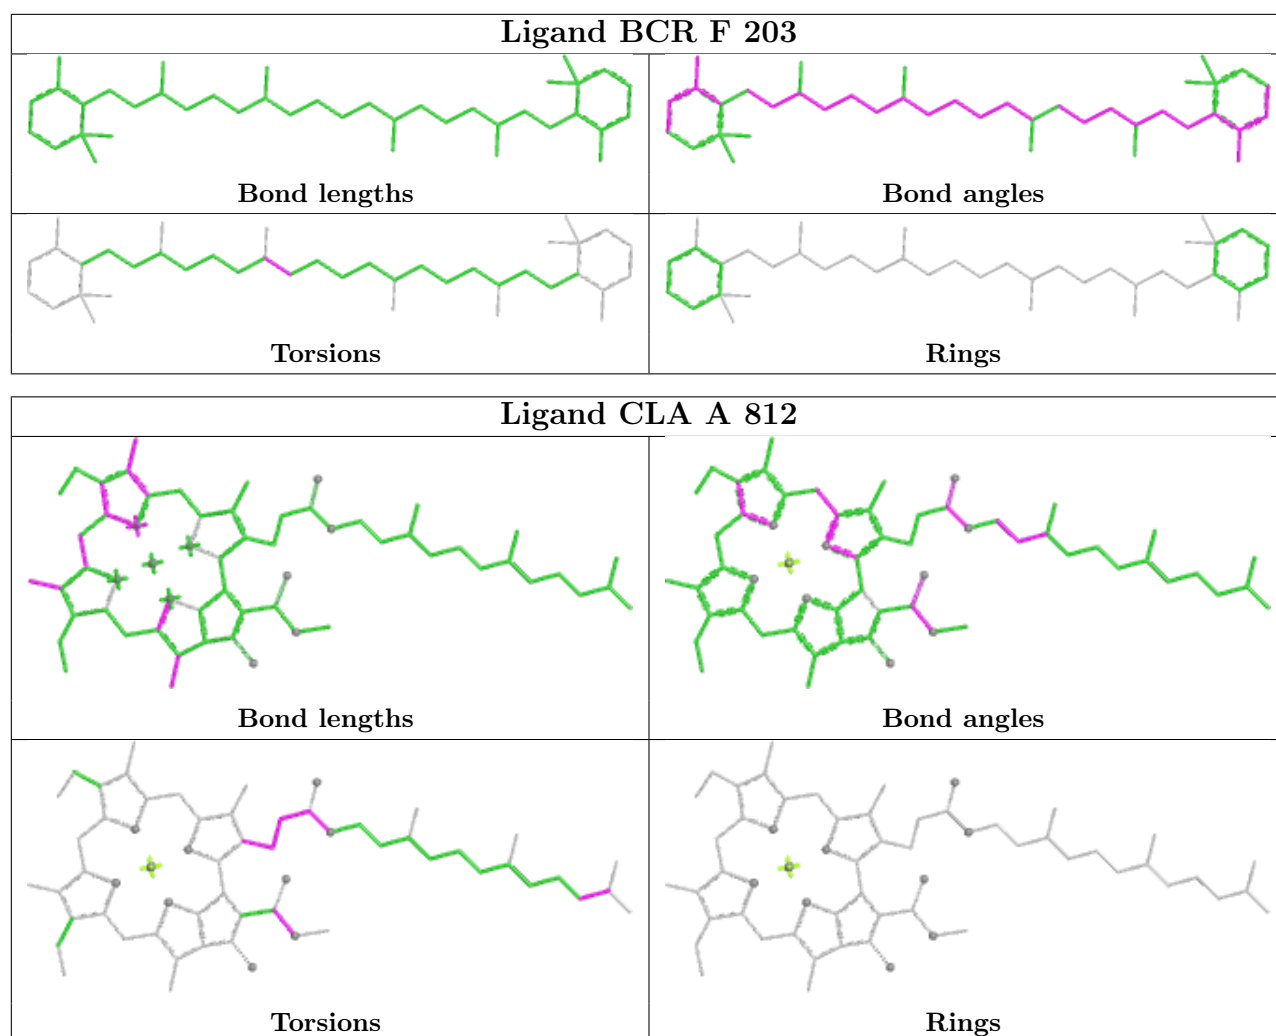 Ligand BCR F 203
Bond lengths
Bond angles
Torsions
Rings
Ligand CLA A 812
Bond lengths
Bond angles
Torsions
Rings